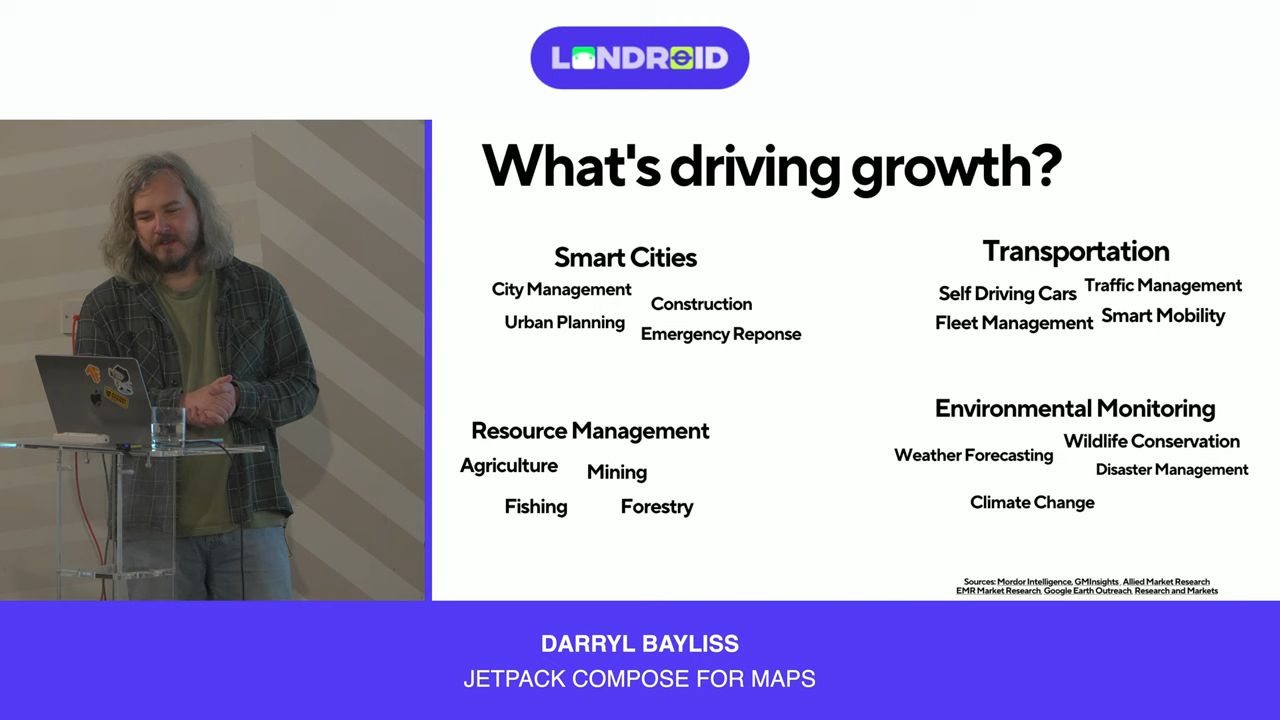 LONDROID
What's driving growth?
Smart Cities
City Management
Construction
Urban Planning
Emergency Reponse
Transportation
Self Driving Cars
Traffic Management
Fleet Management
Smart Mobility
Resource Management
Agriculture
Mining
Fishing
Forestry
Environmental Monitoring
Wildlife Conservation
Weather Forecasting
Disaster Management
Climate Change
Sources: Mordor Intelligence, GMInsights, Allied Market Research
EMR Market Research, Google Earth Outreach, Research and Markets
DARRYL BAYLISS
JETPACK COMPOSE FOR MAPS